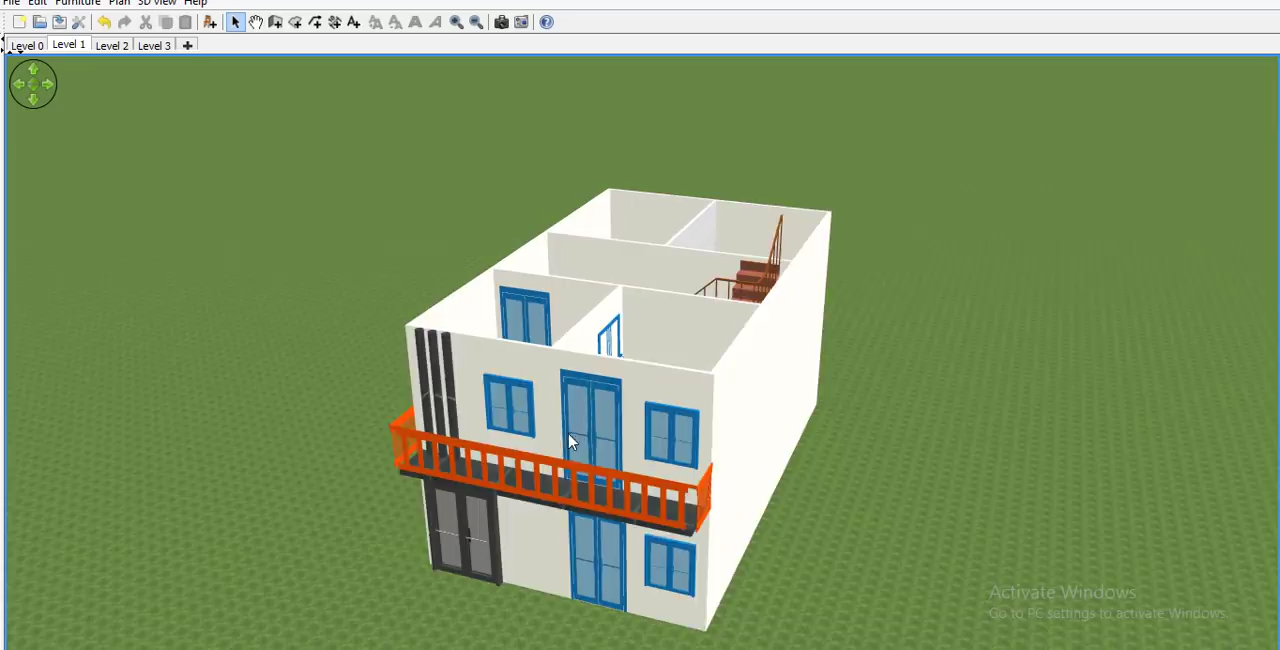 File Edit Furniture Plan 3D view Help
Level 0 Level 1 Level 2 Level 3
Activate Windows
Go to PC settings to activate Windows.